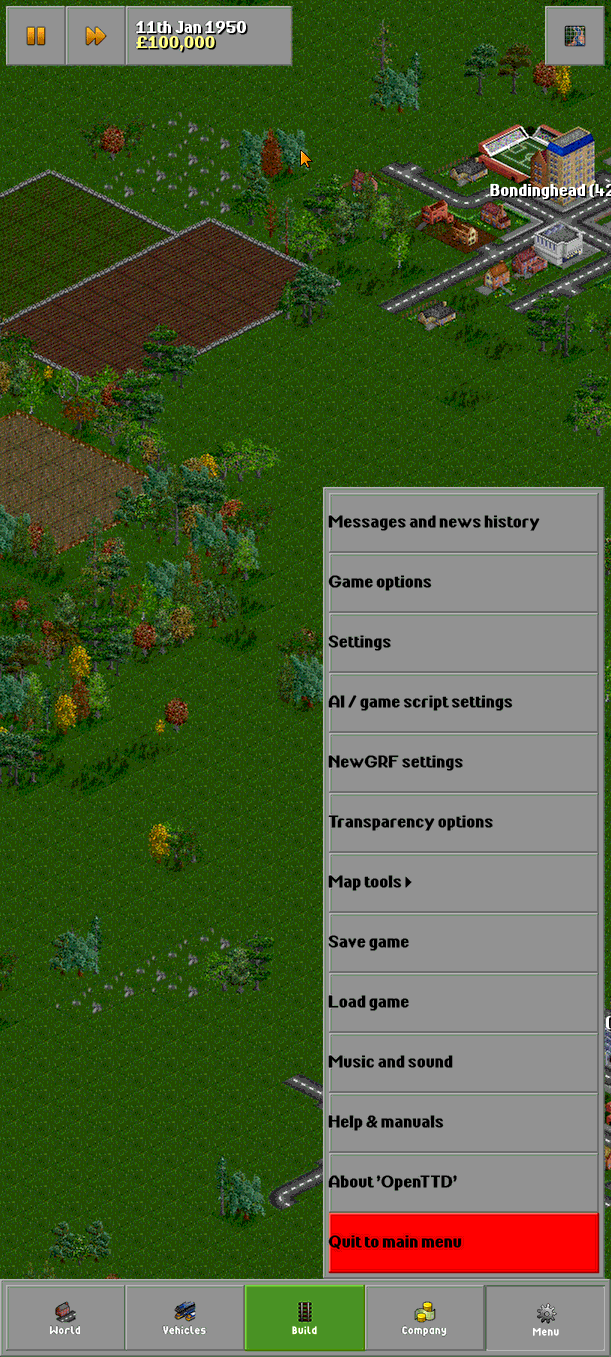 11th Jan 1950
£100,000
Bondinghead (42
Messages and news history
Game options
Settings
AI / game script settings
NewGRF settings
Transparency options
Map tools
Save game
Load game
Music and sound
Help & manuals
About 'OpenTTD'
Quit to main menu
World
Vehicles
Build
Company
Menu